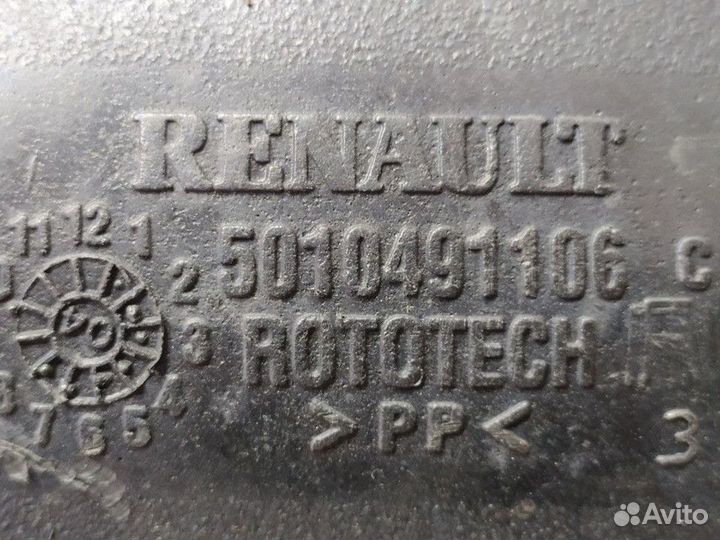 RENAULT
5010491106 C
ROTOTECH
>PP<
3
11 12 1
2
3
4
7 6 5
Avito